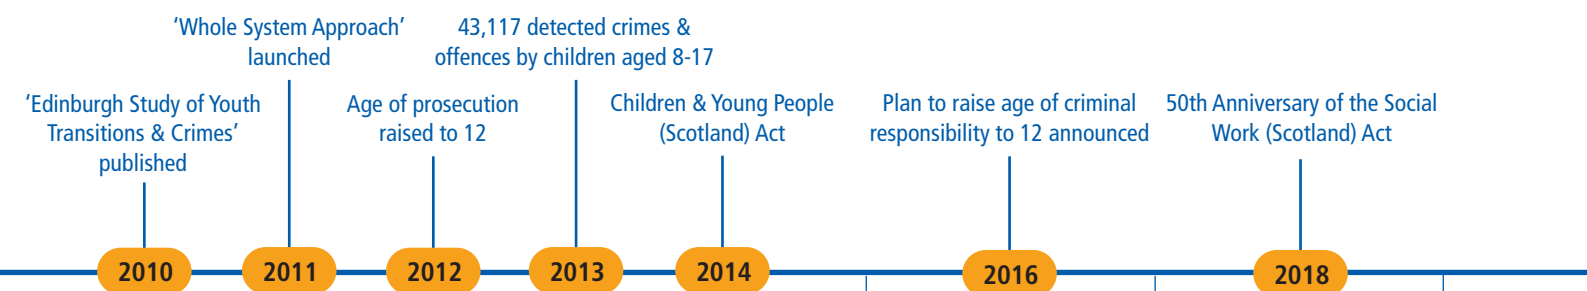 ‘Whole System Approach’
launched
43,117 detected crimes &
offences by children aged 8-17
‘Edinburgh Study of Youth
Transitions & Crimes’
published
Age of prosecution
raised to 12
Children & Young People
(Scotland) Act
Plan to raise age of criminal
responsibility to 12 announced
50th Anniversary of the Social
Work (Scotland) Act
2010
2011
2012
2013
2014
2016
2018